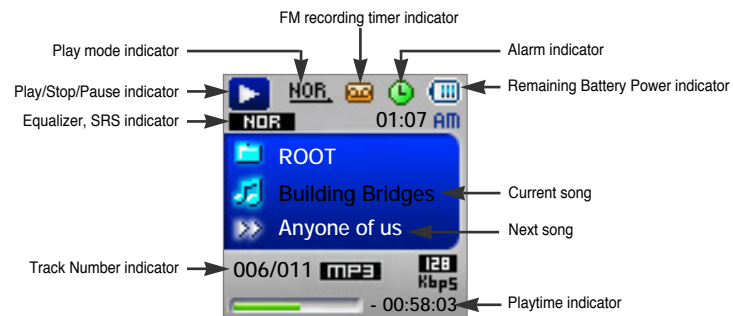 FM recording timer indicator
Play mode indicator
Alarm indicator
Play/Stop/Pause indicator
NOR.
Remaining Battery Power indicator
Equalizer, SRS indicator
NOR
01:07 AM
ROOT
Building Bridges
Current song
Anyone of us
Next song
Track Number indicator
006/011 MP3 128
Kbps
- 00:58:03
Playtime indicator